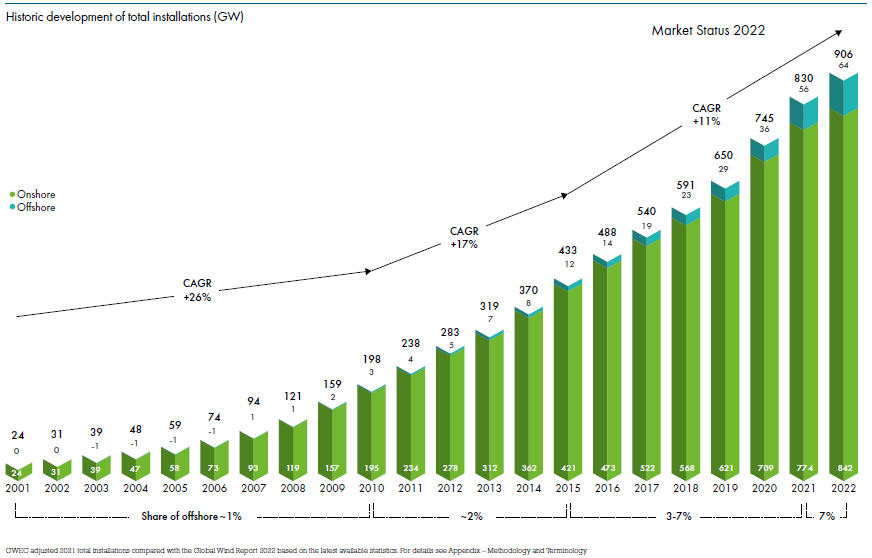 Historic development of total installations (GW)
Market Status 2022
Onshore
Offshore
CAGR
+26%
CAGR
+17%
CAGR
+11%
24 31 39 48 59 74 94 121 159 198 238 283 319 370 433 488 540 591 650 745 830 906
0 0 -1 -1 -1 -1 1 1 2 3 4 5 7 8 12 14 19 23 29 36 56 64
24 31 39 47 58 73 93 119 157 195 234 278 312 362 421 473 522 568 621 709 774 842
2001 2002 2003 2004 2005 2006 2007 2008 2009 2010 2011 2012 2013 2014 2015 2016 2017 2018 2019 2020 2021 2022
Share of offshore ~1% ~2% 3-7% 7%
GWEC adjusted 2021 total installations compared with the Global Wind Report 2022 based on the latest available statistics. For details see Appendix – Methodology and Terminology